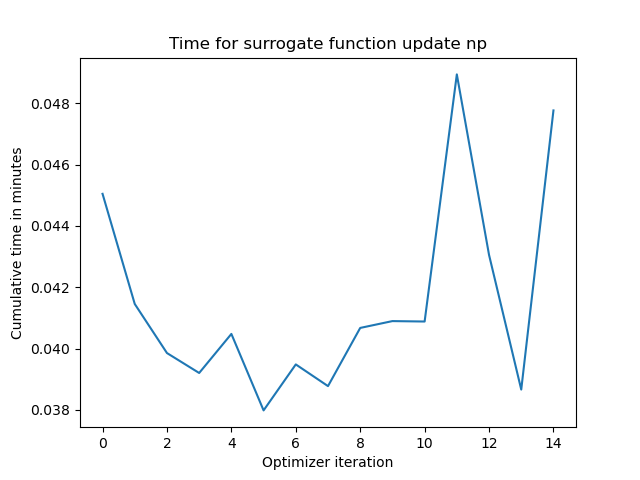 Time for surrogate function update np
Cumulative time in minutes
0.048
0.046
0.044
0.042
0.040
0.038
0 2 4 6 8 10 12 14
Optimizer iteration